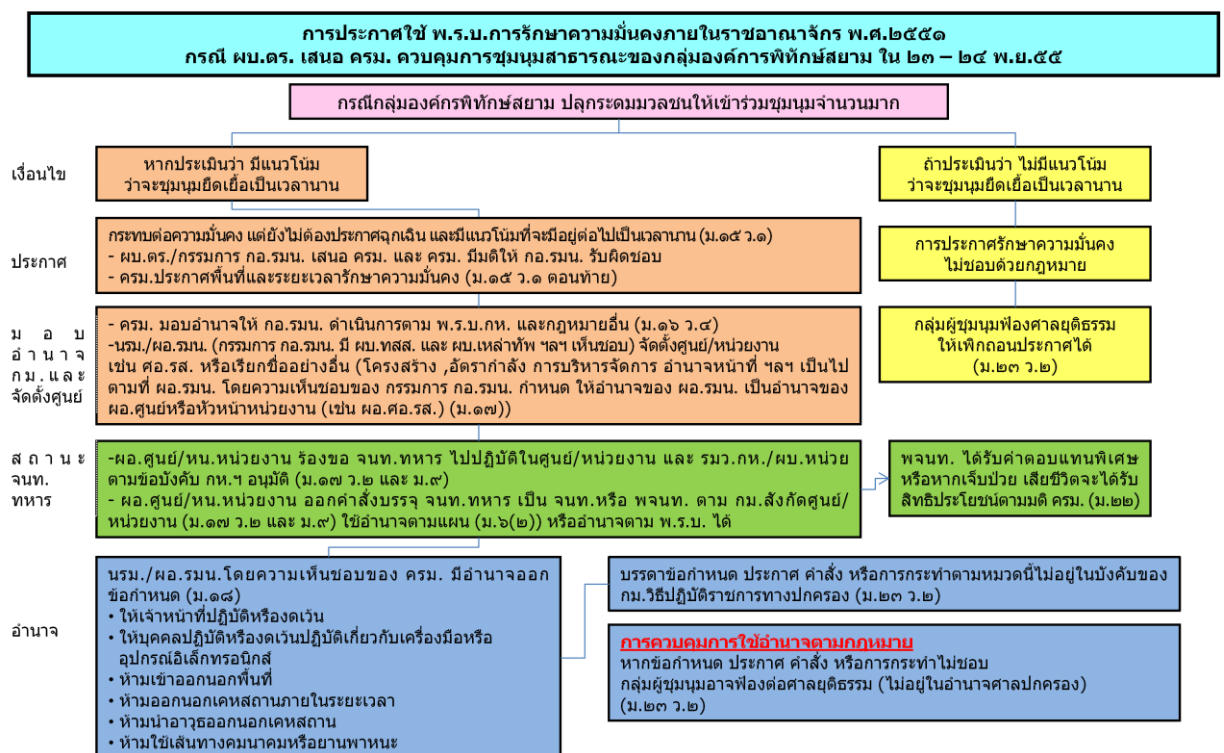 การประกาศใช้ พ.ร.บ.การรักษาความมั่นคงภายในราชอาณาจักร พ.ศ.๒๕๕๑
กรณี ผบ.ตร. เสนอ ครม. ควบคุมการชุมนุมสาธารณะของกลุ่มองค์การพิทักษ์สยาม ใน ๒๓ – ๒๔ พ.ย.๕๕
กรณีกลุ่มองค์กรพิทักษ์สยาม ปลุกระดมมวลชนให้เข้าร่วมชุมนุมจำนวนมาก
เงื่อนไข
หากประเมินว่า มีแนวโน้ม
ว่าจะชุมนุมยืดเยื้อเป็นเวลานาน
ถ้าประเมินว่า ไม่มีแนวโน้ม
ว่าจะชุมนุมยืดเยื้อเป็นเวลานาน
ประกาศ
กระทบต่อความมั่นคง แต่ยังไม่ต้องประกาศฉุกเฉิน และมีแนวโน้มที่จะมีอยู่ต่อไปเป็นเวลานาน (ม.๑๕ ว.๑)
- ผบ.ตร./กรรมการ กอ.รมน. เสนอ ครม. และ ครม. มีมติให้ กอ.รมน. รับผิดชอบ
- ครม.ประกาศพื้นที่และระยะเวลารักษาความมั่นคง (ม.๑๕ ว.๑ ตอนท้าย)
การประกาศรักษาความมั่นคง
ไม่ชอบด้วยกฎหมาย
มอบ
อำนาจ
กม.และ
จัดตั้งศูนย์
- ครม. มอบอำนาจให้ กอ.รมน. ดำเนินการตาม พ.ร.บ.กห. และกฎหมายอื่น (ม.๑๖ ว.๔)
-นรม./ผอ.รมน. (กรรมการ กอ.รมน. มี ผบ.ทสส. และ ผบ.เหล่าทัพ ฯลฯ เห็นชอบ) จัดตั้งศูนย์/หน่วยงาน
เช่น ศอ.รส. หรือเรียกชื่ออย่างอื่น (โครงสร้าง ,อัตรากำลัง การบริหารจัดการ อำนาจหน้าที่ ฯลฯ เป็นไป
ตามที่ ผอ.รมน. โดยความเห็นชอบของ กรรมการ กอ.รมน. กำหนด ให้อำนาจของ ผอ.รมน. เป็นอำนาจของ
ผอ.ศูนย์หรือหัวหน้าหน่วยงาน (เช่น ผอ.ศอ.รส.) (ม.๑๗))
กลุ่มผู้ชุมนุมฟ้องศาลยุติธรรม
ให้เพิกถอนประกาศได้
(ม.๒๓ ว.๒)
สถานะ
จนท.
ทหาร
-ผอ.ศูนย์/หน.หน่วยงาน ร้องขอ จนท.ทหาร ไปปฏิบัติในศูนย์/หน่วยงาน และ รมว.กห./ผบ.หน่วย
ตามข้อบังคับ กห.ฯ อนุมัติ (ม.๑๗ ว.๒ และ ม.๙)
- ผอ.ศูนย์/หน.หน่วยงาน ออกคำสั่งบรรจุ จนท.ทหาร เป็น จนท.หรือ พจนท. ตาม กม.สังกัดศูนย์/
หน่วยงาน (ม.๑๗ ว.๒ และ ม.๙) ใช้อำนาจตามแผน (ม.๖(๒)) หรืออำนาจตาม พ.ร.บ. ได้
พจนท. ได้รับค่าตอบแทนพิเศษ
หรือหากเจ็บป่วย เสียชีวิตจะได้รับ
สิทธิประโยชน์ตามมติ ครม. (ม.๒๒)
อำนาจ
นรม./ผอ.รมน.โดยความเห็นชอบของ ครม. มีอำนาจออก
ข้อกำหนด (ม.๑๘)
• ให้เจ้าหน้าที่ปฏิบัติหรืองดเว้น
• ให้บุคคลปฏิบัติหรืองดเว้นปฏิบัติเกี่ยวกับเครื่องมือหรือ
อุปกรณ์อิเล็กทรอนิกส์
• ห้ามเข้าออกนอกพื้นที่
• ห้ามออกนอกเคหสถานภายในระยะเวลา
• ห้ามนำอาวุธออกนอกเคหสถาน
• ห้ามใช้เส้นทางคมนาคมหรือยานพาหนะ
บรรดาข้อกำหนด ประกาศ คำสั่ง หรือการกระทำตามหมวดนี้ไม่อยู่ในบังคับของ
กม.วิธีปฏิบัติราชการทางปกครอง (ม.๒๓ ว.๒)
การควบคุมการใช้อำนาจตามกฎหมาย
หากข้อกำหนด ประกาศ คำสั่ง หรือการกระทำไม่ชอบ
กลุ่มผู้ชุมนุมอาจฟ้องต่อศาลยุติธรรม (ไม่อยู่ในอำนาจศาลปกครอง)
(ม.๒๓ ว.๒)